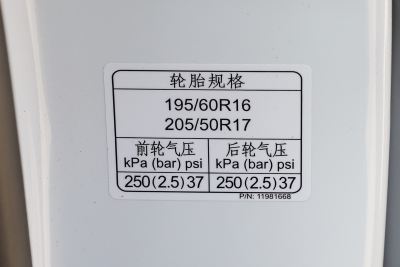 轮胎规格
195/60R16
205/50R17
前轮气压 后轮气压
kPa (bar) psi kPa (bar) psi
250(2.5)37 250(2.5)37
P/N: 11981668